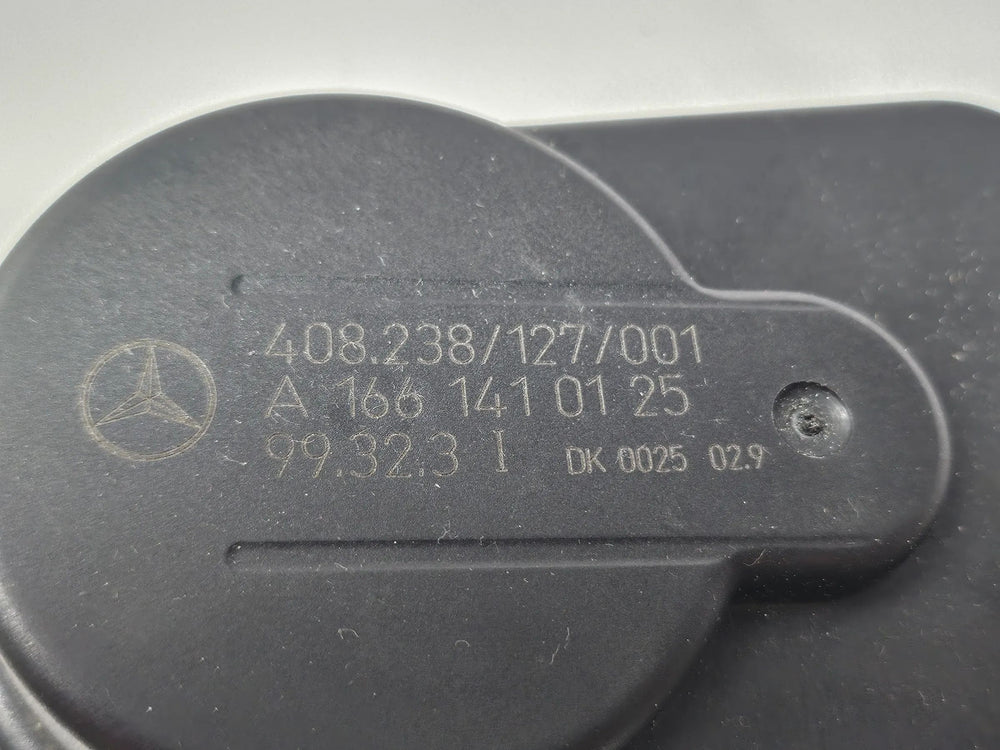 408.238/127/001
A 166 141 01 25
99.32.3 I DK 0025 02.9